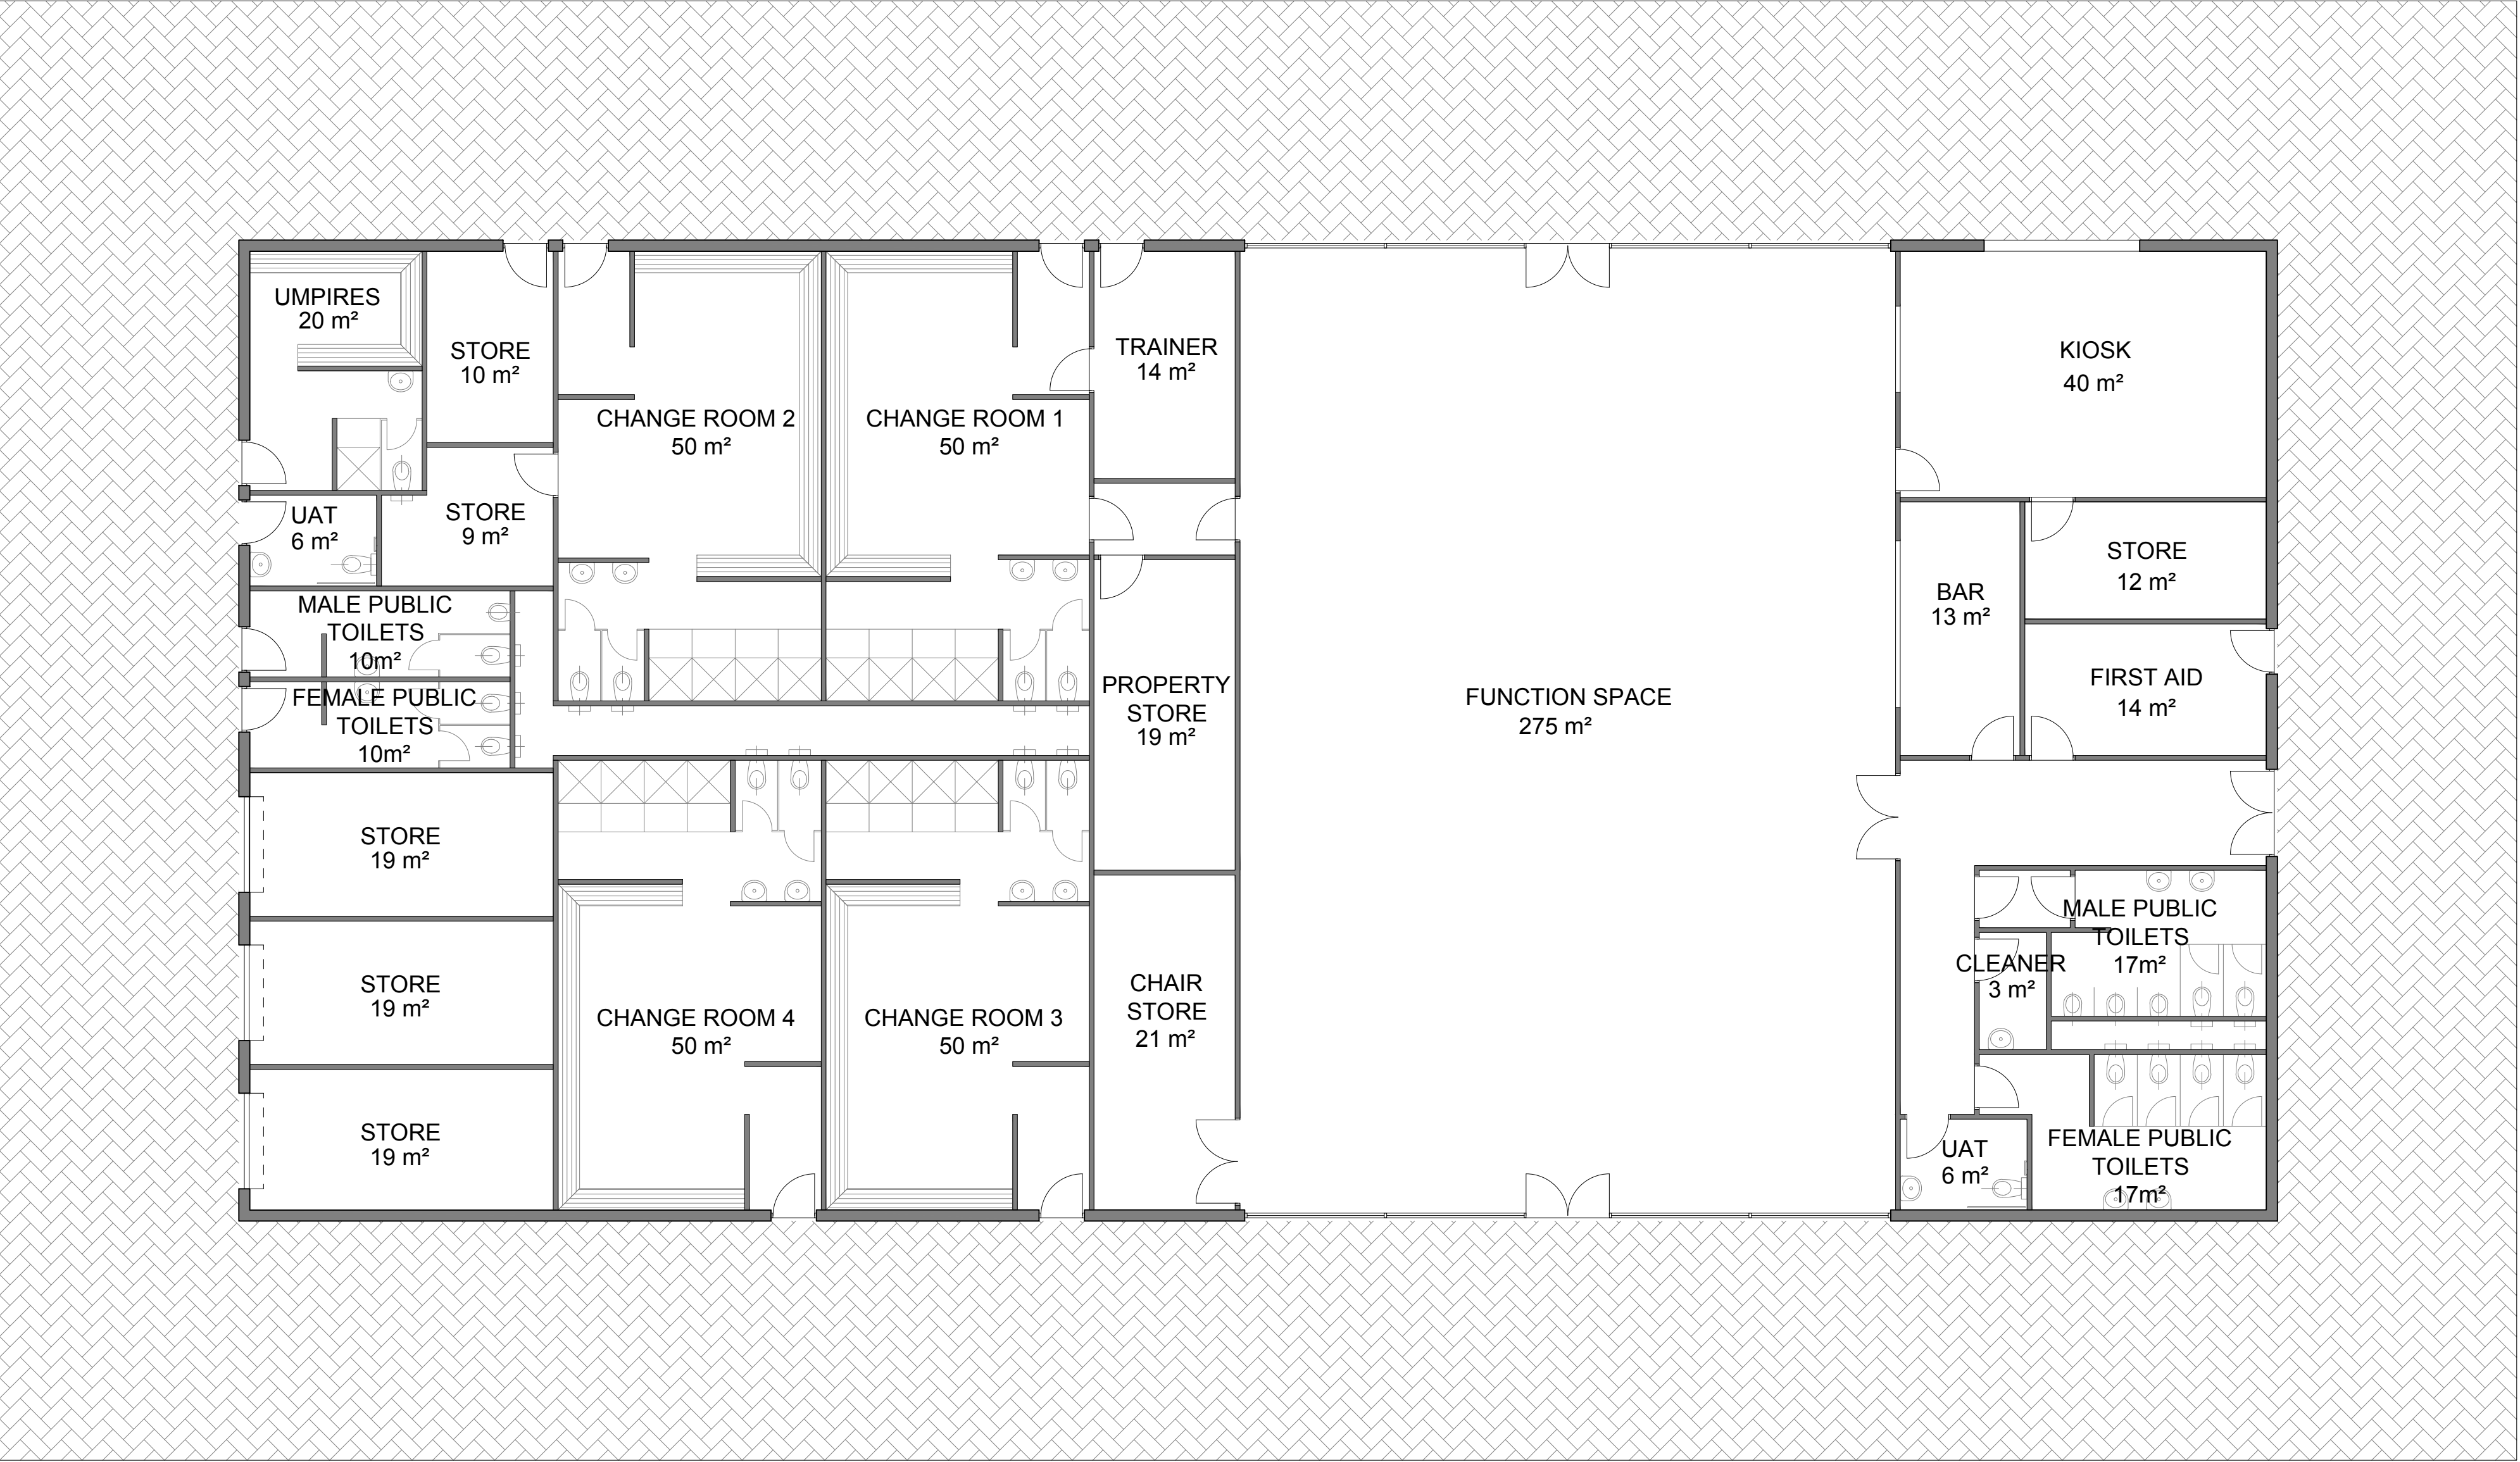 UMPIRES
20 m²
STORE
10 m²
CHANGE ROOM 2
50 m²
CHANGE ROOM 1
50 m²
TRAINER
14 m²
KIOSK
40 m²
UAT
6 m²
STORE
9 m²
STORE
12 m²
BAR
13 m²
MALE PUBLIC
TOILETS
10m²
FEMALE PUBLIC
TOILETS
10m²
PROPERTY
STORE
19 m²
FUNCTION SPACE
275 m²
FIRST AID
14 m²
STORE
19 m²
STORE
19 m²
STORE
19 m²
CHANGE ROOM 4
50 m²
CHANGE ROOM 3
50 m²
CHAIR
STORE
21 m²
MALE PUBLIC
TOILETS
17m²
CLEANER
3 m²
UAT
6 m²
FEMALE PUBLIC
TOILETS
17m²